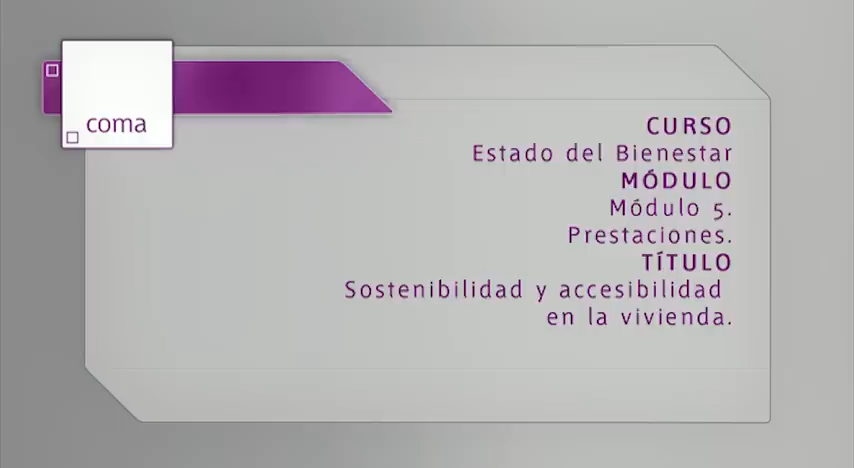 coma
CURSO
Estado del Bienestar
MÓDULO
Módulo 5.
Prestaciones.
TÍTULO
Sostenibilidad y accesibilidad
en la vivienda.